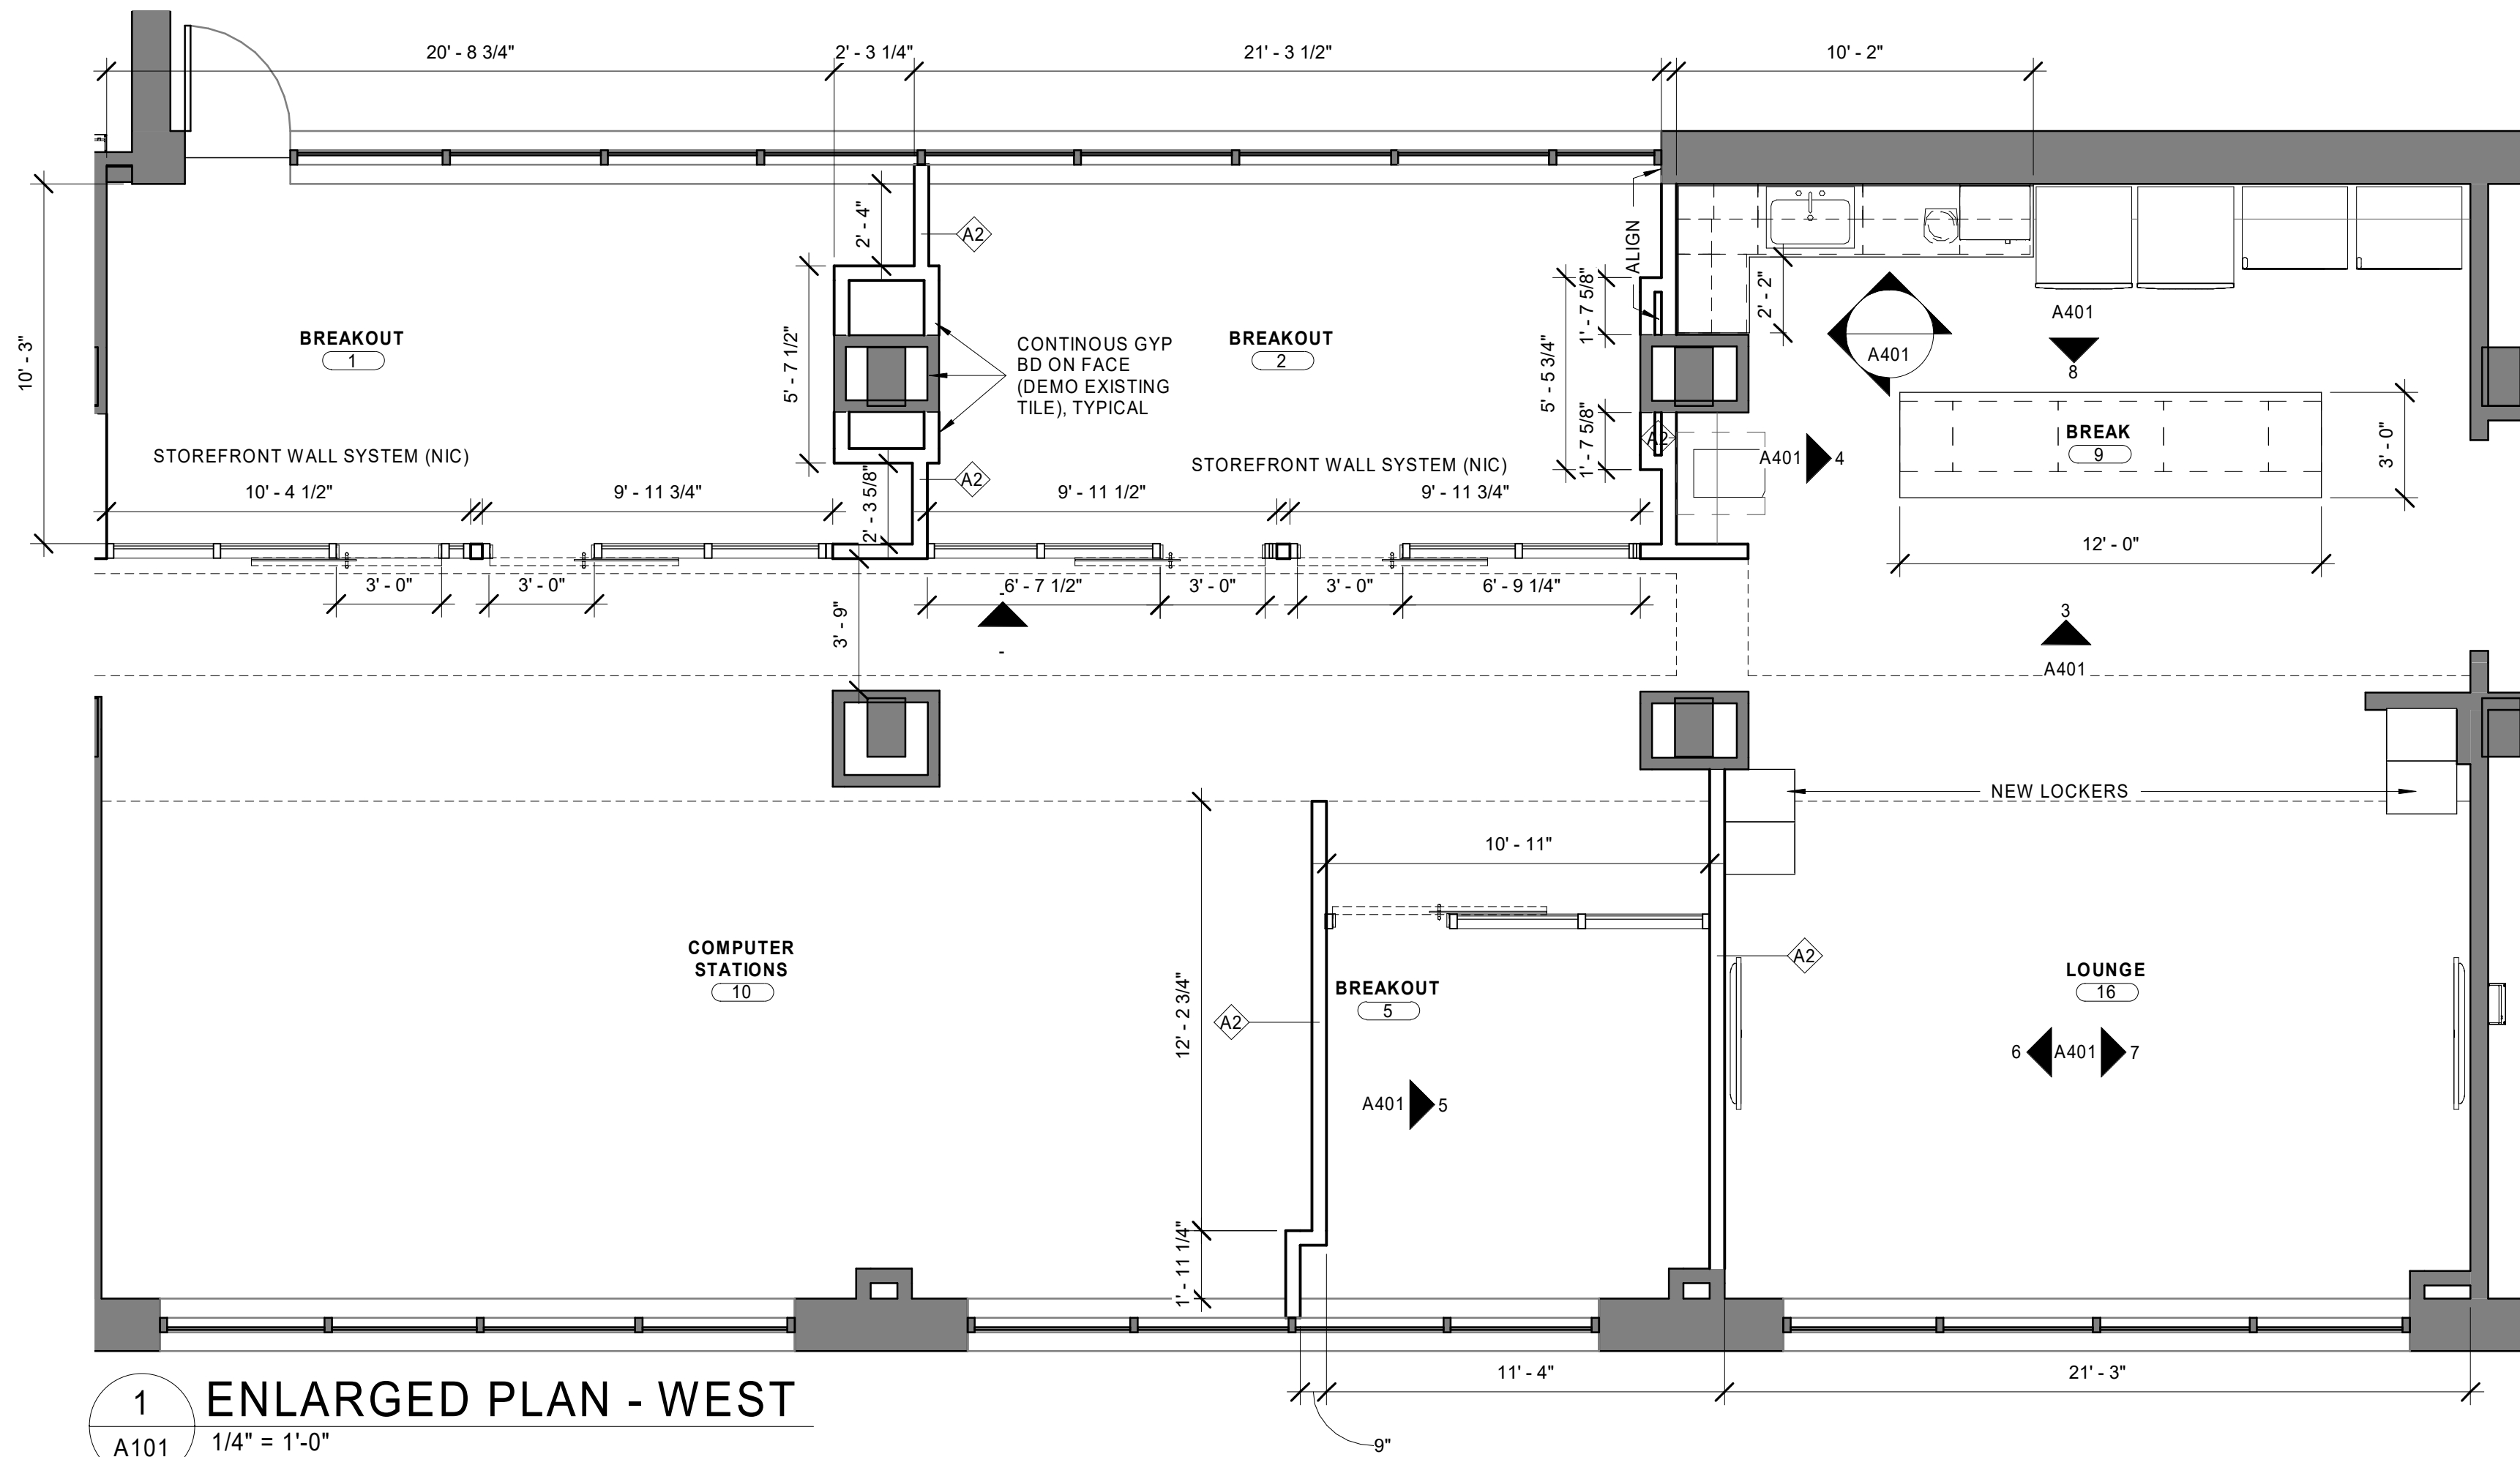 20' - 8 3/4"
2' - 3 1/4"
21' - 3 1/2"
10' - 2"
2' - 4"
A2
ALIGN
10' - 3"
BREAKOUT
1
5' - 7 1/2"
CONTINOUS GYP
BD ON FACE
(DEMO EXISTING
TILE), TYPICAL
BREAKOUT
2
5' - 5 3/4"
1' - 7 5/8"
1' - 7 5/8"
2' - 2"
A401
A401
8
A2
A401
4
BREAK
9
3' - 0"
12' - 0"
STOREFRONT WALL SYSTEM (NIC)
STOREFRONT WALL SYSTEM (NIC)
10' - 4 1/2"
9' - 11 3/4"
2' - 3 5/8"
A2
9' - 11 1/2"
9' - 11 3/4"
3' - 0"
3' - 0"
3' - 9"
-
6' - 7 1/2"
3' - 0"
3' - 0"
6' - 9 1/4"
-
3
A401
NEW LOCKERS
10' - 11"
COMPUTER
STATIONS
10
12' - 2 3/4"
A2
BREAKOUT
5
A401
5
A2
LOUNGE
16
6
A401
7
1' - 11 1/4"
11' - 4"
21' - 3"
9"
1
A101
ENLARGED PLAN - WEST
1/4" = 1'-0"